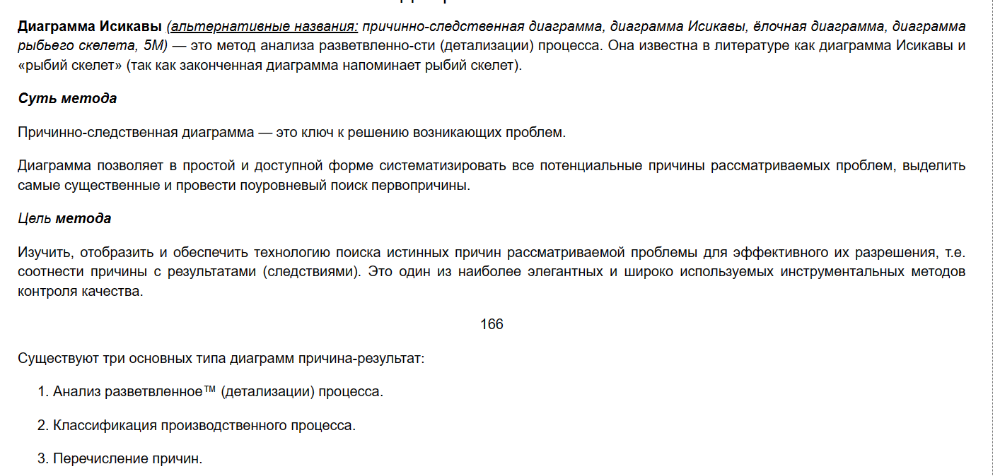 Диаграмма Исикавы (альтернативные названия: причинно-следственная диаграмма, диаграмма Исикавы, ёлочная диаграмма, диаграмма
рыбьего скелета, 5М) — это метод анализа разветвленно-сти (детализации) процесса. Она известна в литературе как диаграмма Исикавы и
«рыбий скелет» (так как законченная диаграмма напоминает рыбий скелет).
Суть метода
Причинно-следственная диаграмма — это ключ к решению возникающих проблем.
Диаграмма позволяет в простой и доступной форме систематизировать все потенциальные причины рассматриваемых проблем, выделить
самые существенные и провести поуровневый поиск первопричины.
Цель метода
Изучить, отобразить и обеспечить технологию поиска истинных причин рассматриваемой проблемы для эффективного их разрешения, т.е.
соотнести причины с результатами (следствиями). Это один из наиболее элегантных и широко используемых инструментальных методов
контроля качества.
166
Существуют три основных типа диаграмм причина-результат:
1. Анализ разветвленное™ (детализации) процесса.
2. Классификация производственного процесса.
3. Перечисление причин.